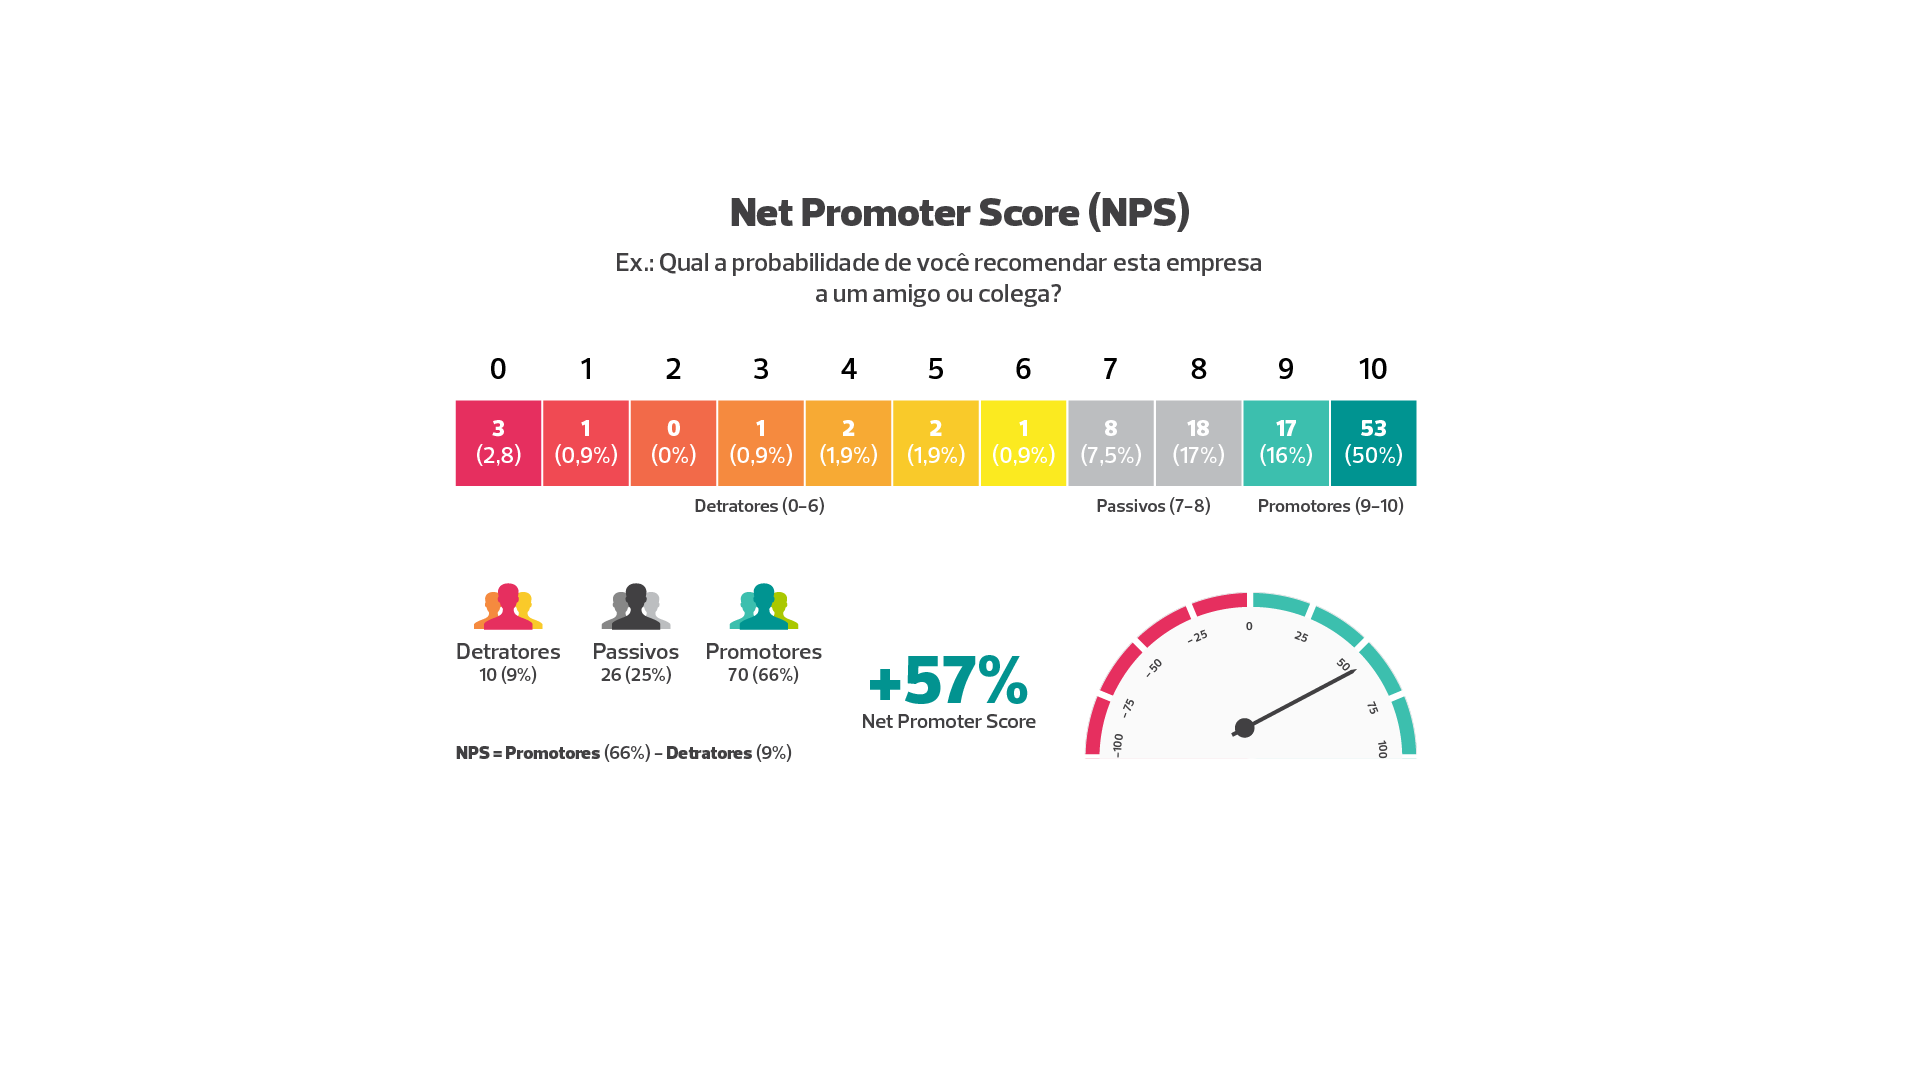 Net Promoter Score (NPS)
Ex.: Qual a probabilidade de você recomendar esta empresa
a um amigo ou colega?
0 1 2 3 4 5 6 7 8 9 10
3 1 0 1 2 2 1 8 18 17 53
(2,8) (0,9%) (0%) (0,9%) (1,9%) (1,9%) (0,9%) (7,5%) (17%) (16%) (50%)
Detratores (0-6) Passivos (7-8) Promotores (9-10)
Detratores Passivos Promotores
10 (9%) 26 (25%) 70 (66%)
NPS = Promotores (66%) - Detratores (9%)
+57%
Net Promoter Score
-100 -75 -50 -25 0 25 50 75 100